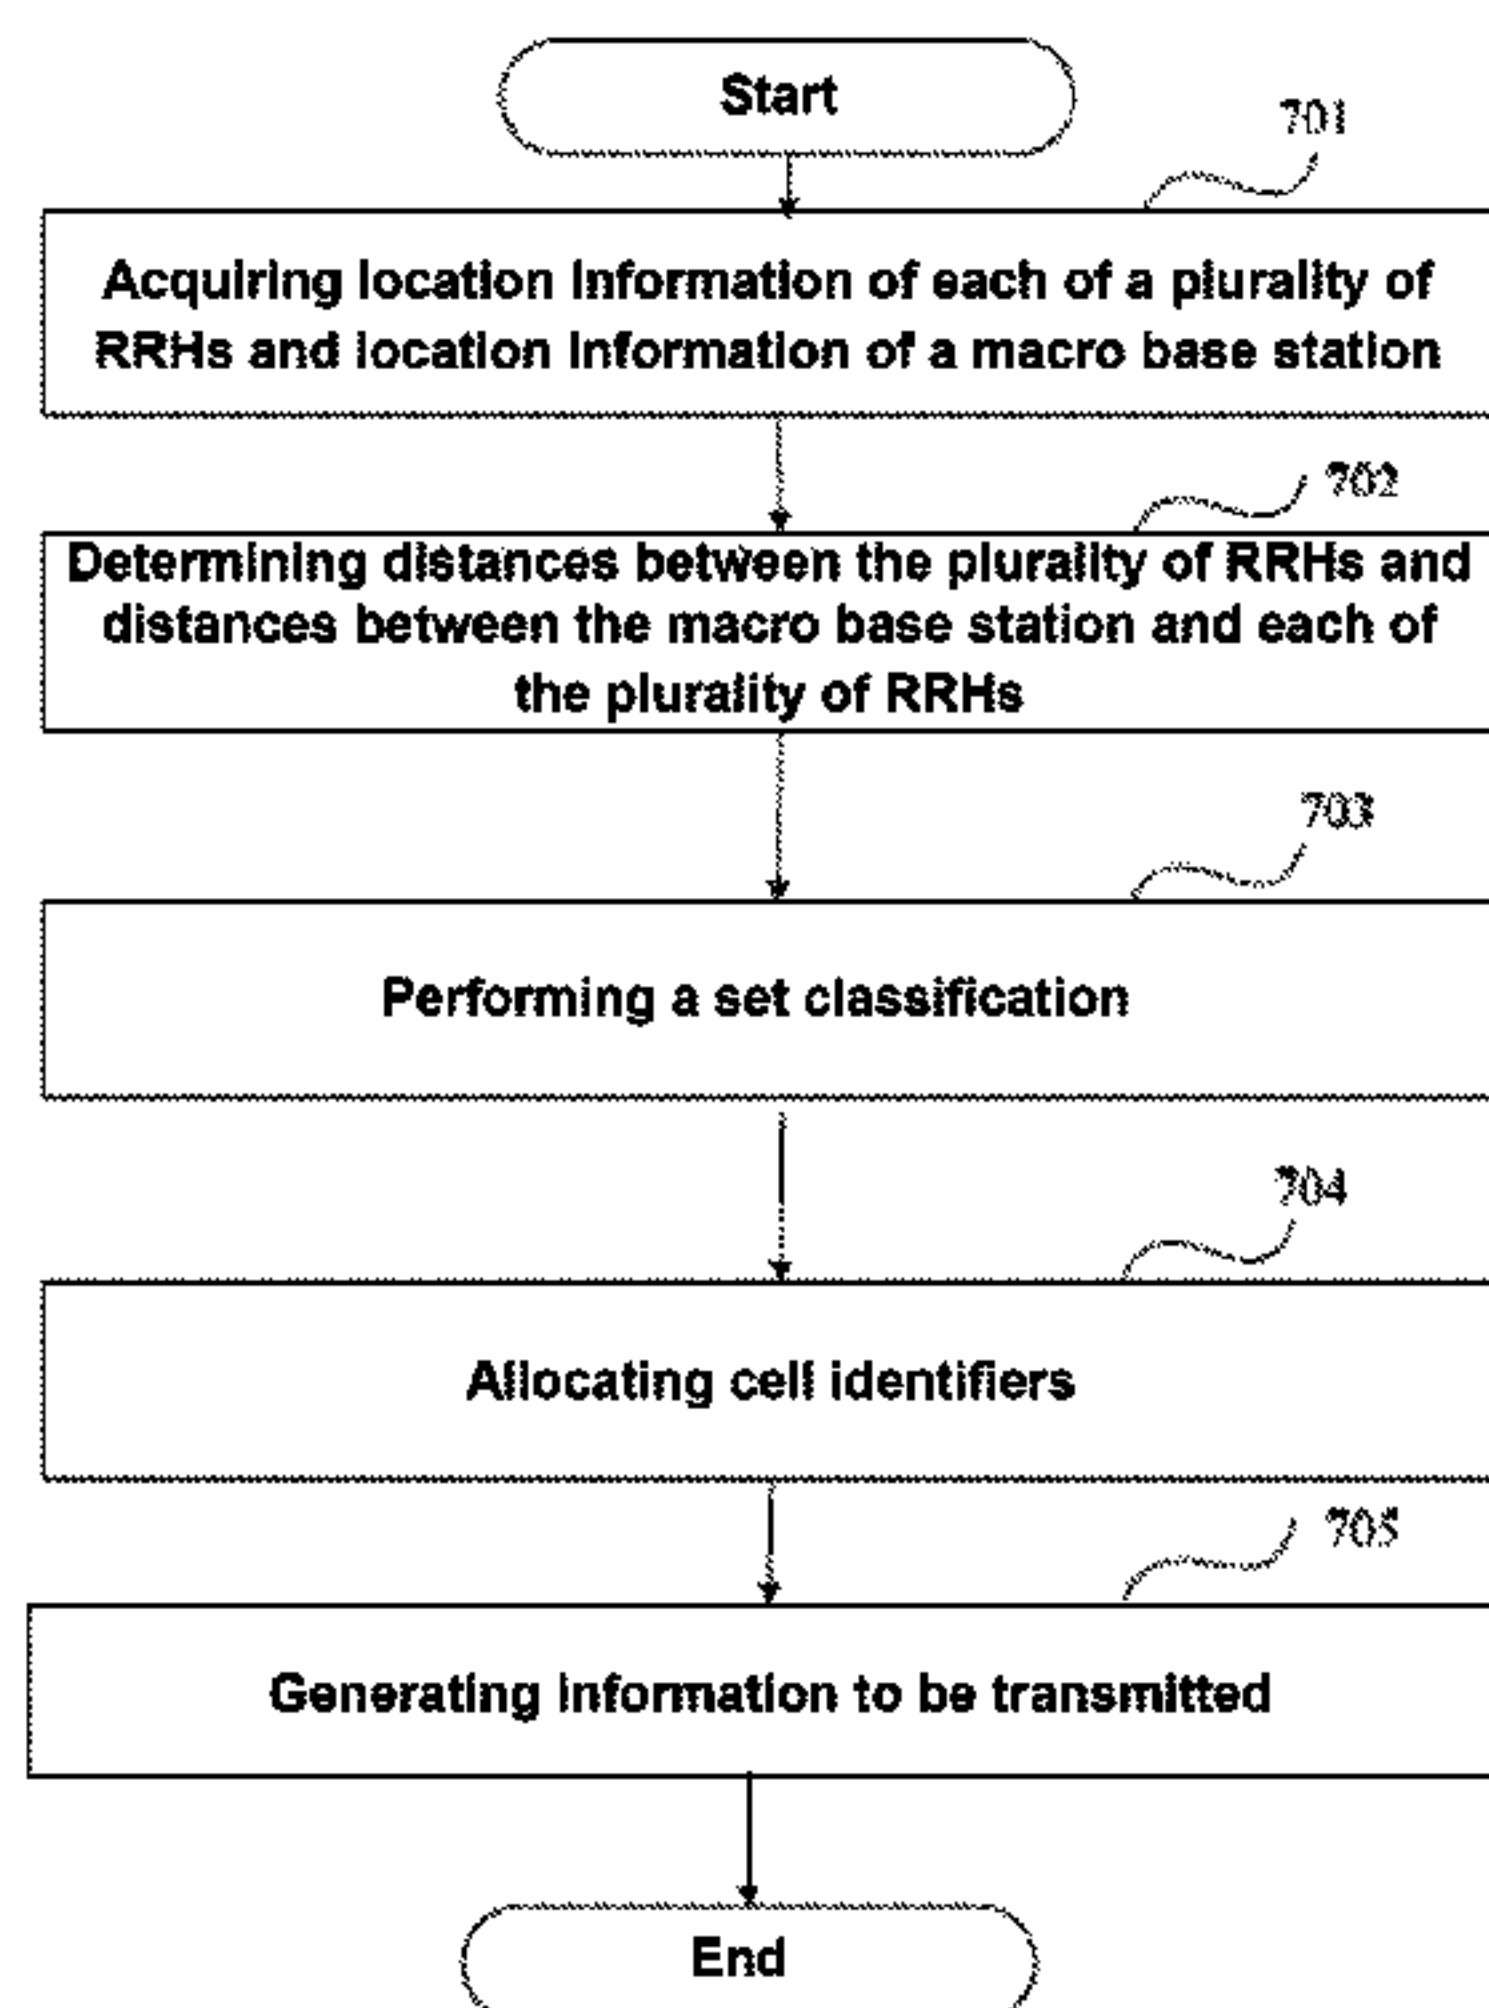 Start
701
Acquiring location information of each of a plurality of
RRHs and location information of a macro base station
702
Determining distances between the plurality of RRHs and
distances between the macro base station and each of
the plurality of RRHs
703
Performing a set classification
704
Allocating cell identifiers
705
Generating information to be transmitted
End